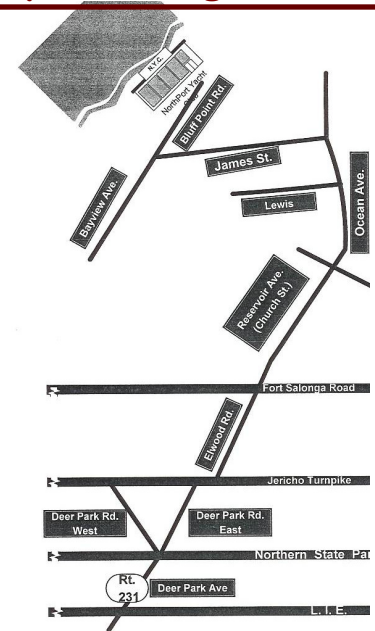 N.Y.C.
NorthPort Yacht
Bluff Point Rd.
James St.
Bayview Ave.
Lewis
Ocean Ave.
Reservoir Ave.
(Church St.)
Fort Salonga Road
Elwood Rd.
Jericho Turnpike
Deer Park Rd.
West
Deer Park Rd.
East
Northern State Par
Rt.
231
Deer Park Ave
L. I. E.